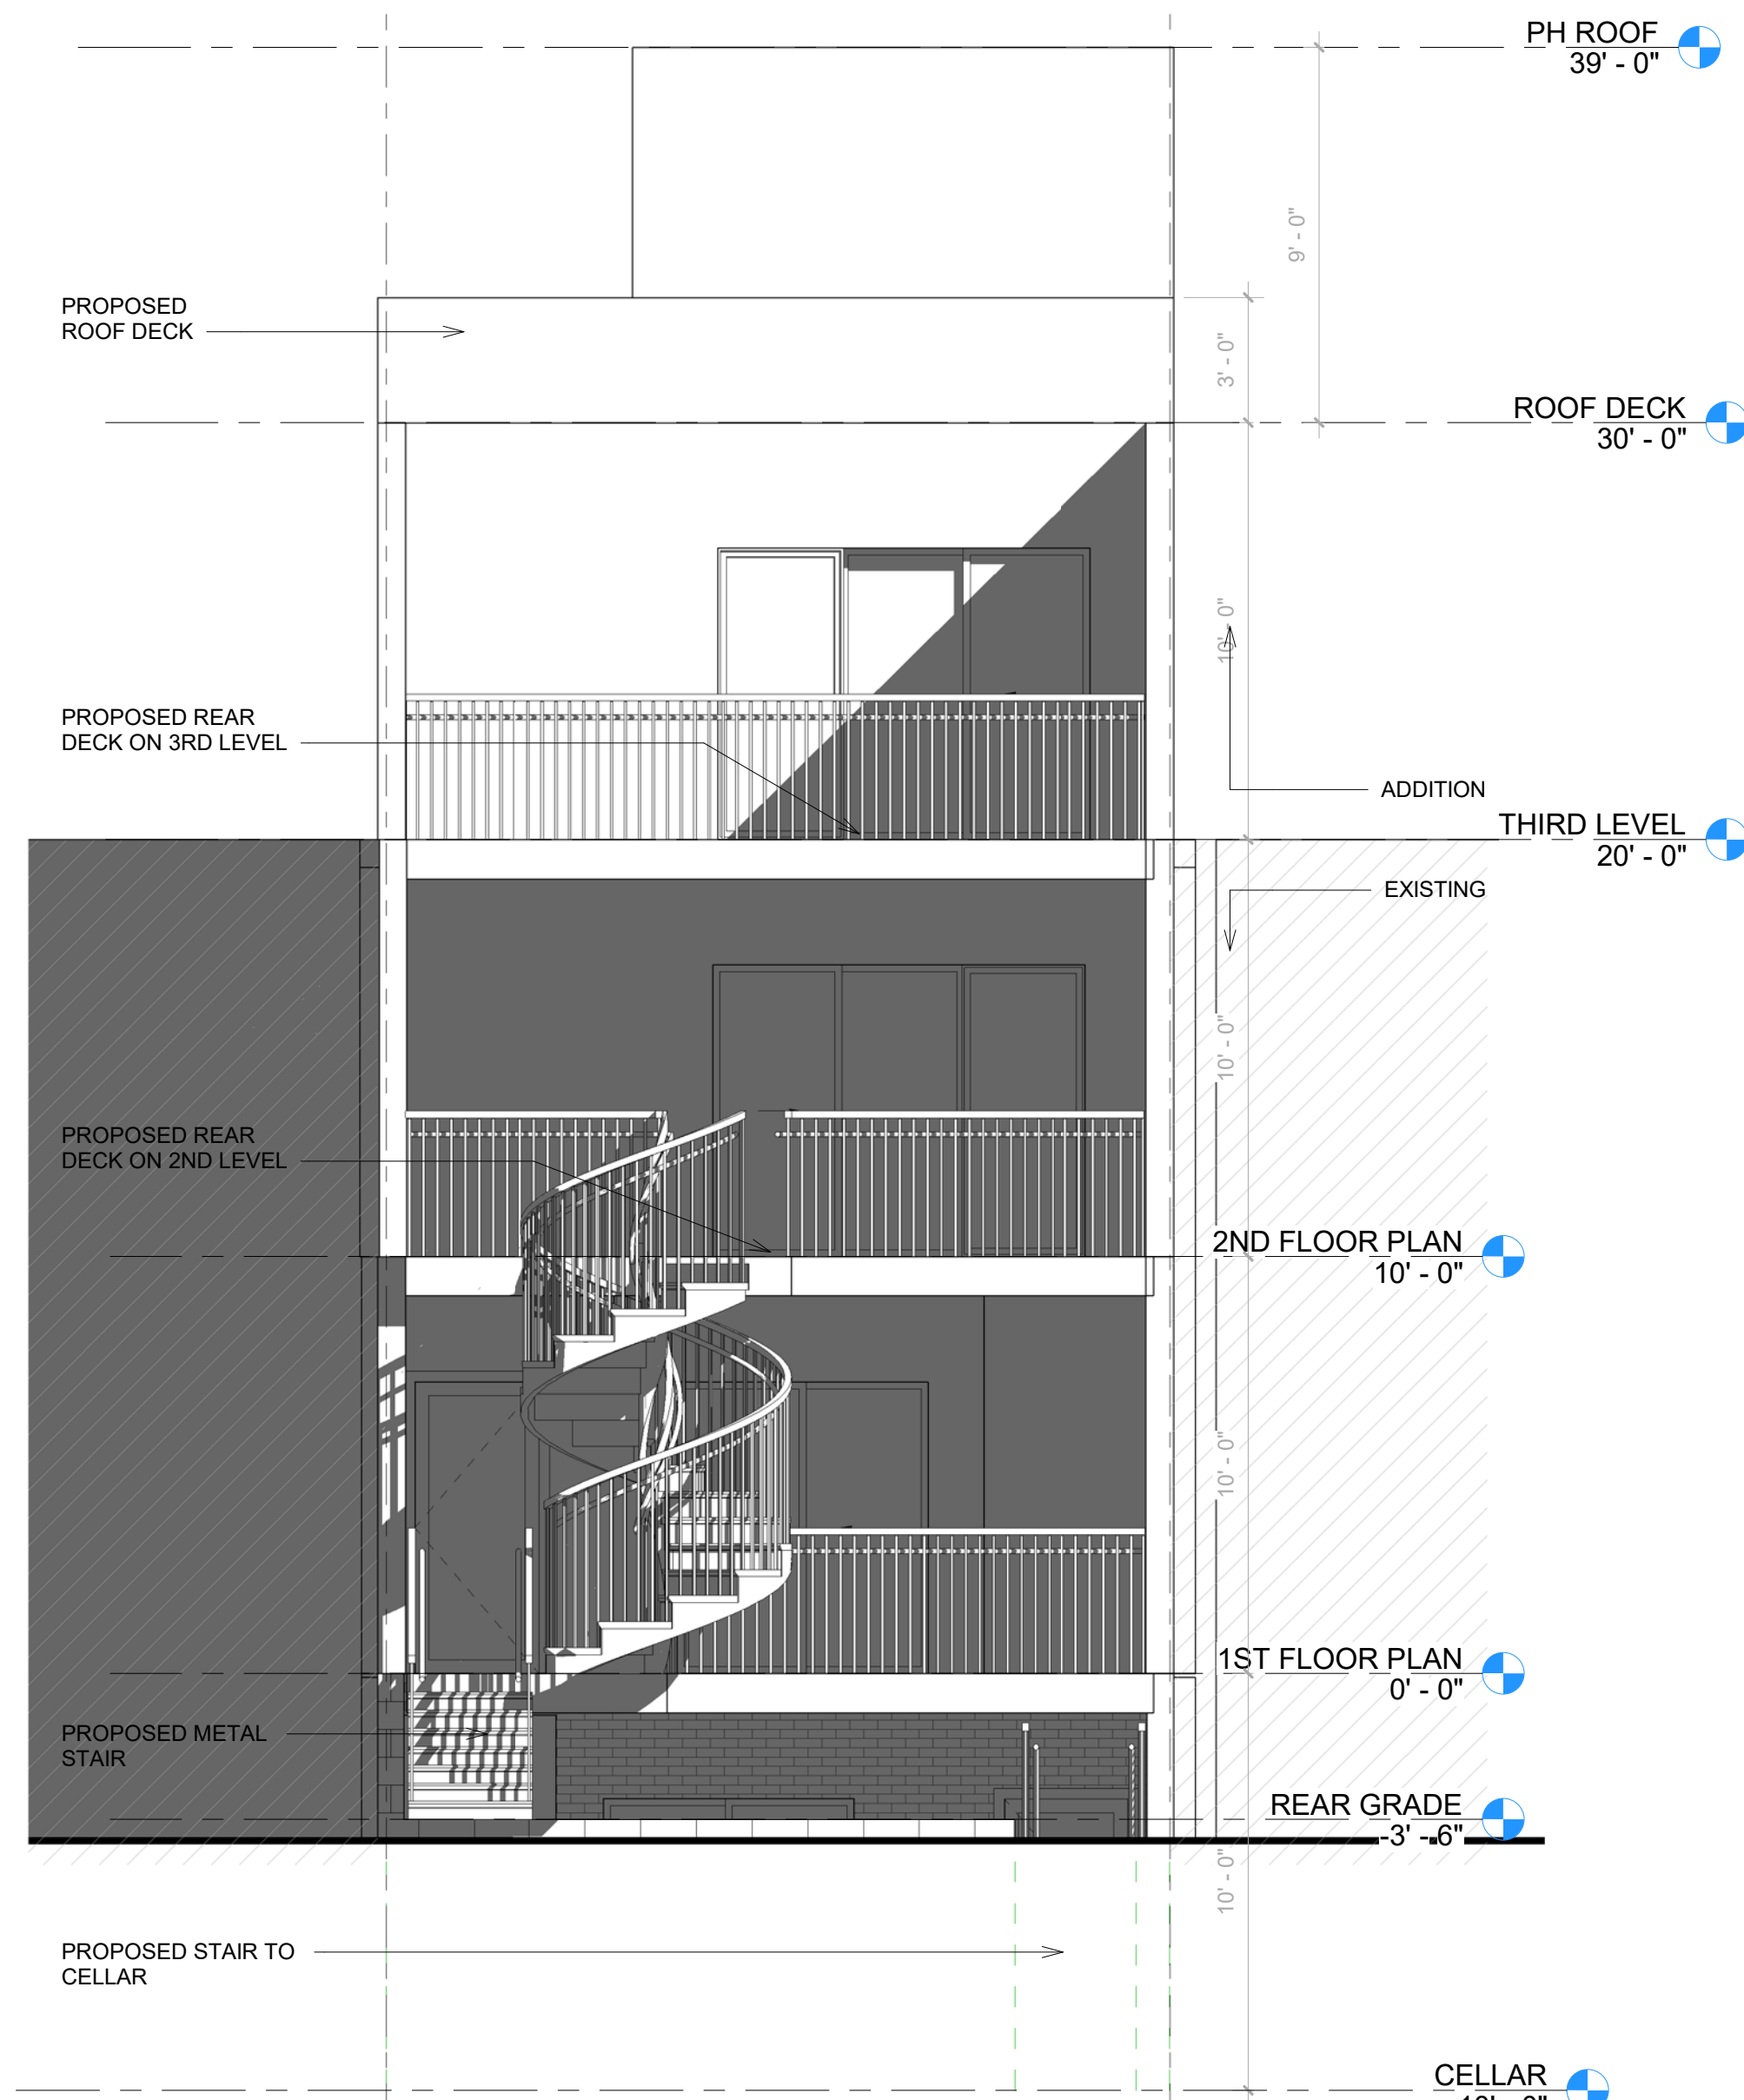 PH ROOF
39' - 0"
9' - 0"
PROPOSED
ROOF DECK
3' - 0"
ROOF DECK
30' - 0"
10' - 0"
PROPOSED REAR
DECK ON 3RD LEVEL
ADDITION
THIRD LEVEL
20' - 0"
EXISTING
10' - 0"
PROPOSED REAR
DECK ON 2ND LEVEL
2ND FLOOR PLAN
10' - 0"
10' - 0"
1ST FLOOR PLAN
0' - 0"
PROPOSED METAL
STAIR
REAR GRADE
-3' - 6"
10' - 0"
PROPOSED STAIR TO
CELLAR
CELLAR